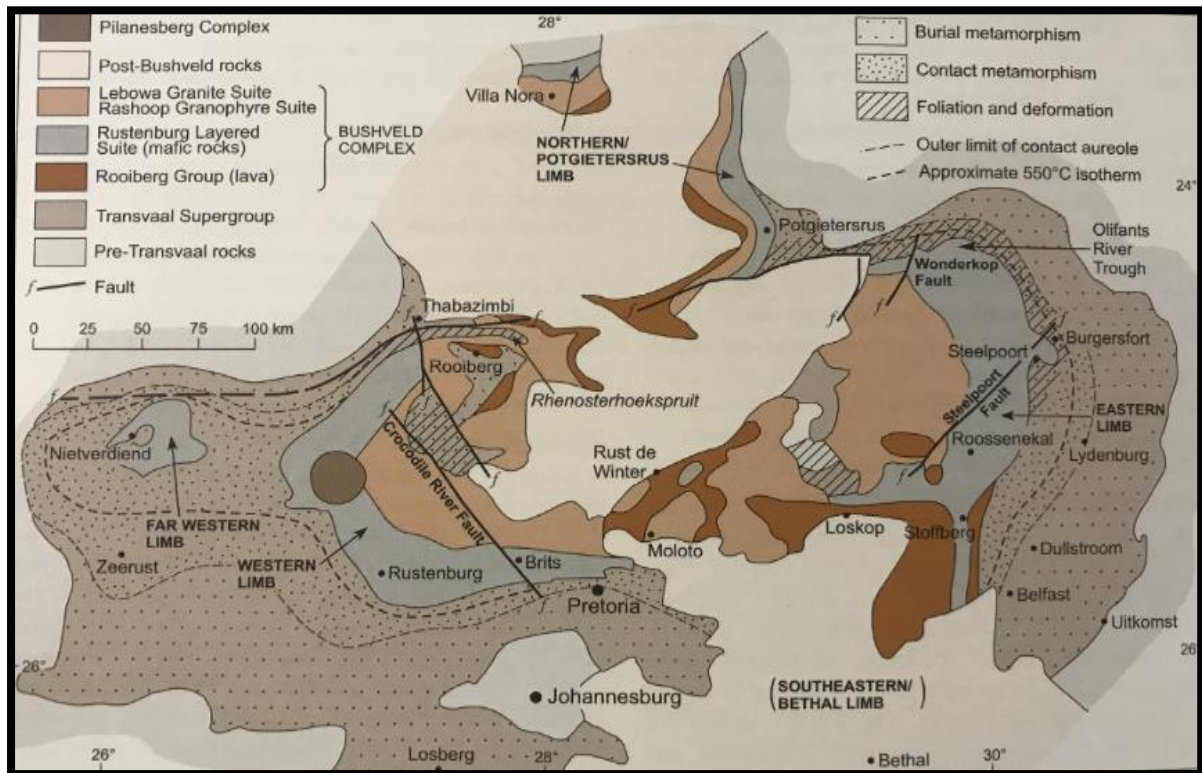 Pilanesberg Complex
Post-Bushveld rocks
Lebowa Granite Suite
Rashoop Granophyre Suite
Rustenburg Layered
Suite (mafic rocks)
BUSHVELD
COMPLEX
Rooiberg Group (lava)
Transvaal Supergroup
Pre-Transvaal rocks
f
Fault
0 25 50 75 100 km
28°
Villa Nora
NORTHERN/
POTGIETERSRUS
LIMB
Burial metamorphism
Contact metamorphism
Foliation and deformation
Outer limit of contact aureole
Approximate 550°C isotherm
24°
Potgietersrus
Olifants
River
Trough
Wonderkop
Fault
f
f
f
f
Thabazimbi
f
f
Rooiberg
Rhenosterhoekspruit
f
f
f
Crocodile River Fault
f
Nietverdiend
FAR WESTERN
LIMB
Zeerust
WESTERN
LIMB
Rustenburg
Brits
Pretoria
Rust de
Winter
Moloto
Loskop
Steelpoort
Burgersfort
Steelpoort
Fault
f
EASTERN
LIMB
Roossenekal
Lydenburg
Stoffberg
Dullstroom
Belfast
Uitkomst
26°
26°
Johannesburg
(SOUTHEASTERN/
BETHAL LIMB)
26°
Losberg
28°
30°
Bethal